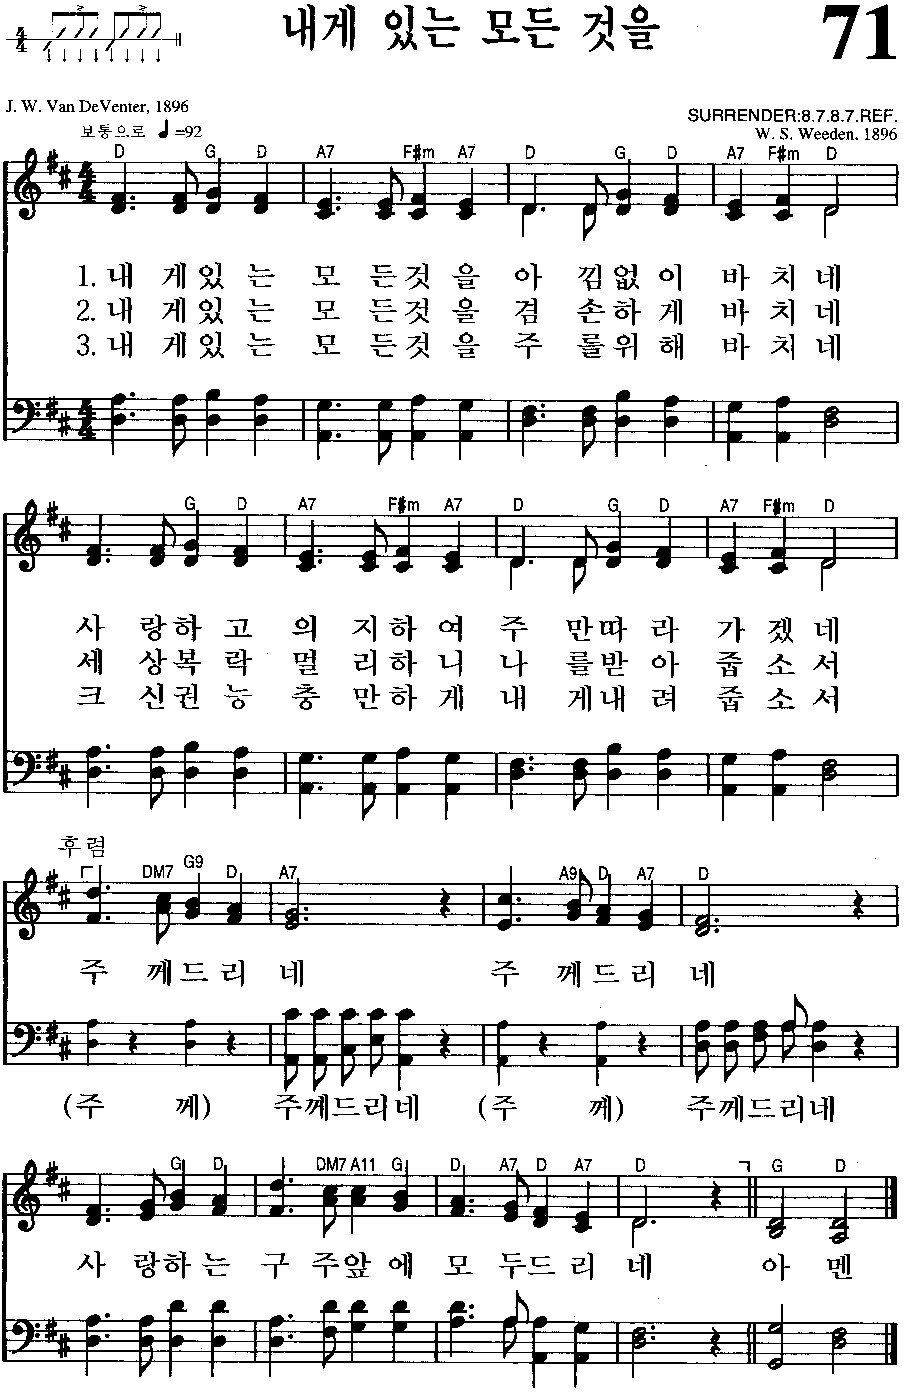 내게 있는 모든 것을 71
J. W. Van DeVenter, 1896
SURRENDER:8.7.8.7.REF.
보통으로 ♩=92 W. S. Weeden, 1896
D G D A7 F#m A7 D G D A7 F#m D
1. 내 게 있 는 모 든 것 을 아 낌 없 이 바 치 네
2. 내 게 있 는 모 든 것 을 겸 손 하 게 바 치 네
3. 내 게 있 는 모 든 것 을 주 를 위 해 바 치 네
G D A7 F#m A7 D G D A7 F#m D
사 랑 하 고 의 지 하 여 주 만 따 라 가 겠 네
세 상 복 락 멀 리 하 니 나 를 받 아 줍 소 서
크 신 권 능 충 만 하 게 내 게 내 려 줍 소 서
후렴
DM7 G9 D A7 A9 D A7 D
주 께 드 리 네 주 께 드 리 네
(주 께) 주께드리네 (주 께) 주께드리네
G D DM7 A11 G D A7 D A7 D G D
사 랑 하 는 구 주 앞 에 모 두 드 리 네 아 멘